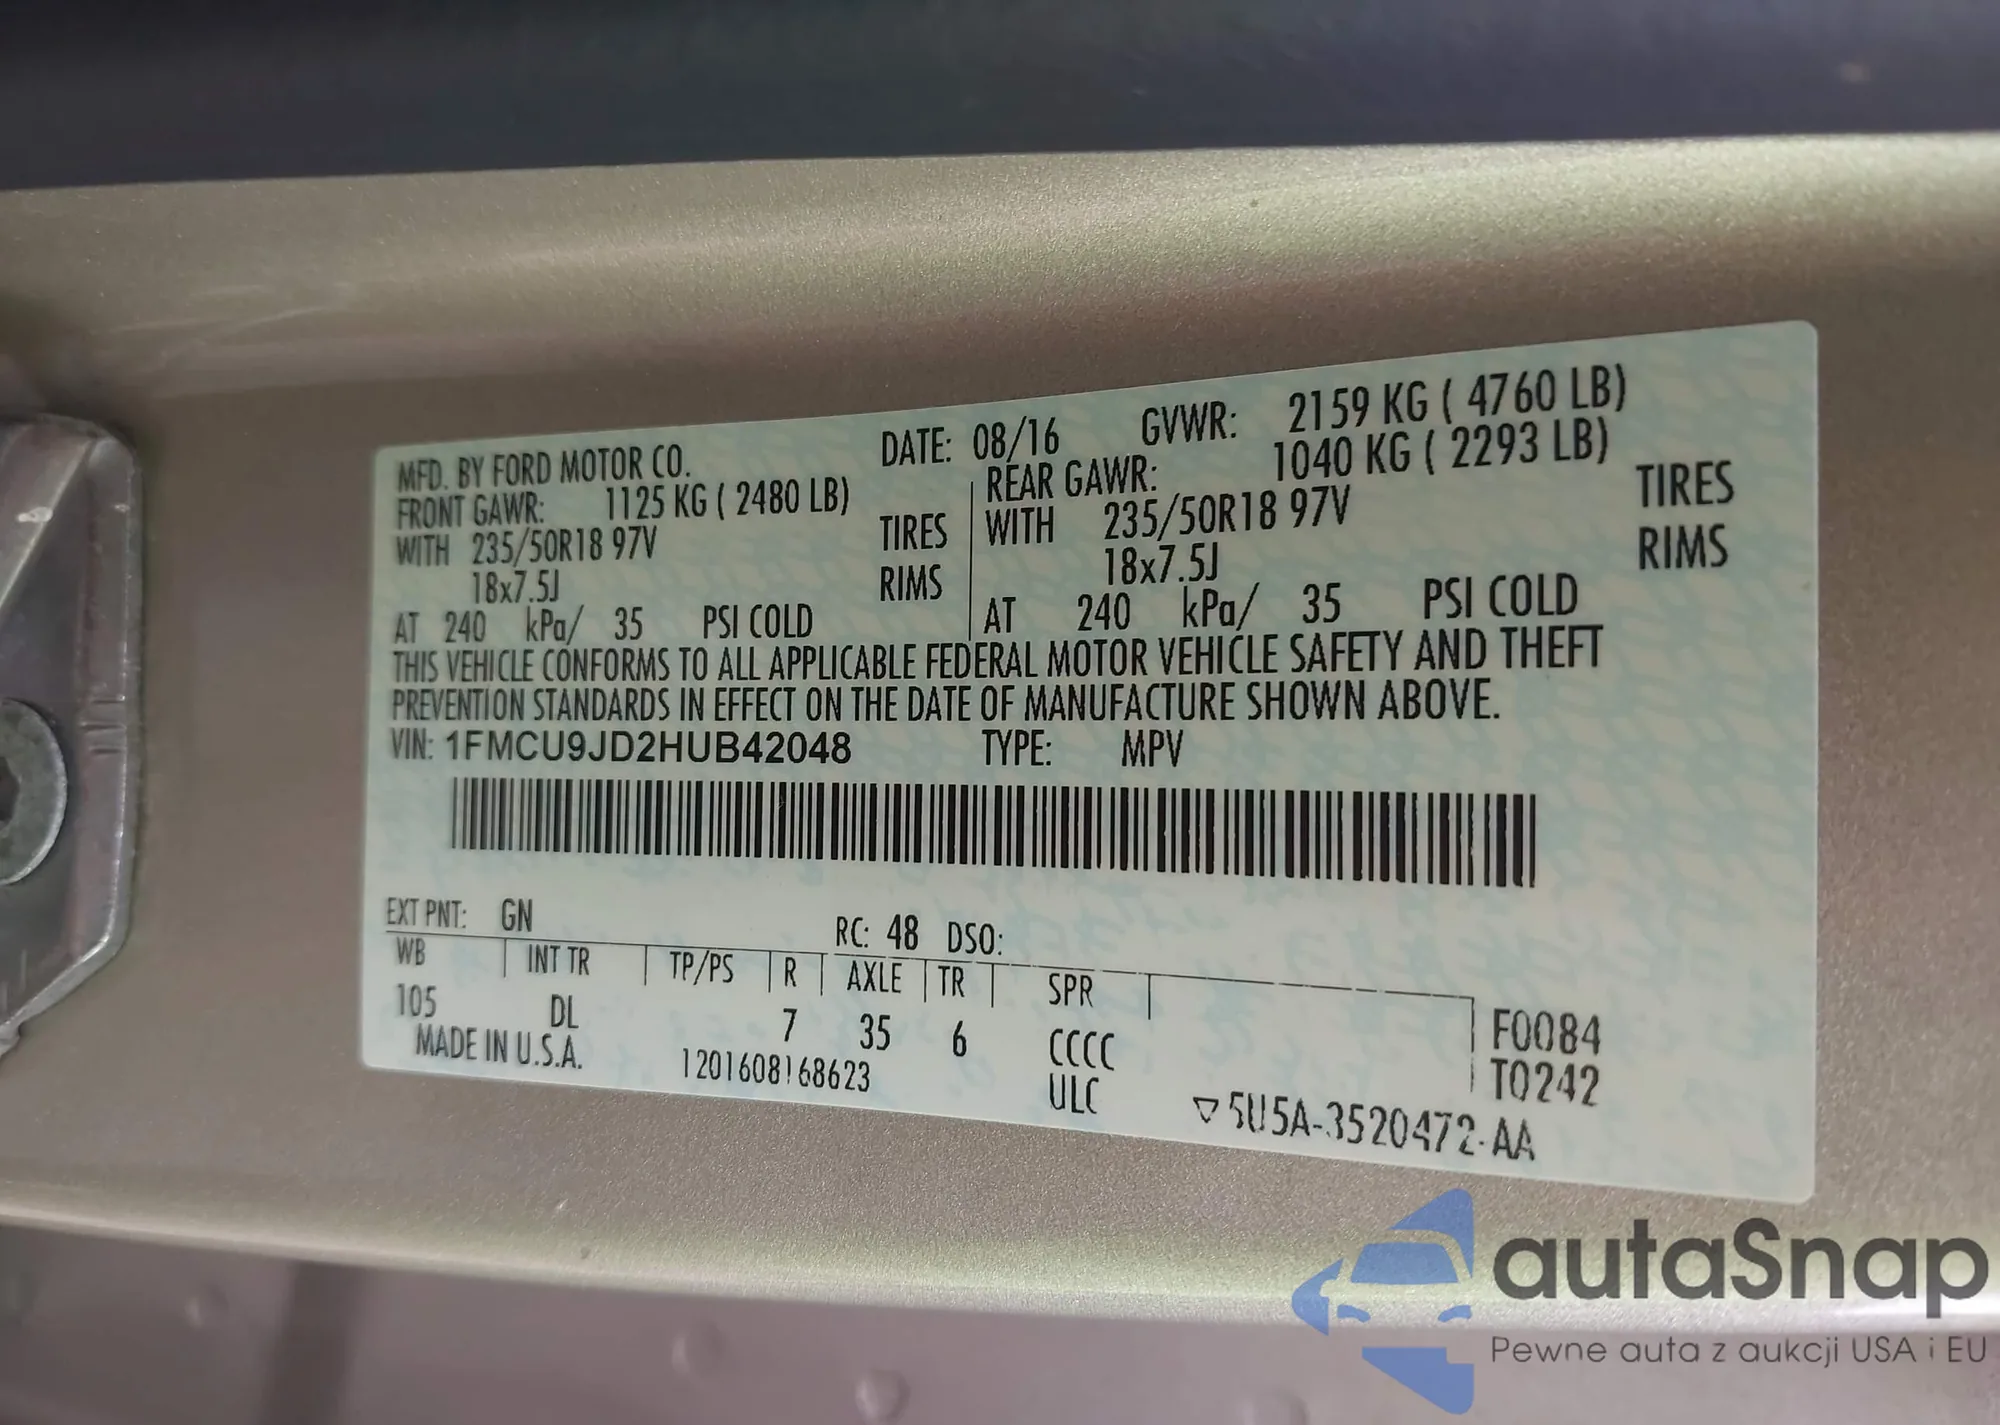 MFD. BY FORD MOTOR CO. DATE: 08/16 GVWR: 2159 KG ( 4760 LB)
FRONT GAWR: 1125 KG ( 2480 LB) REAR GAWR: 1040 KG ( 2293 LB)
WITH 235/50R18 97V TIRES WITH 235/50R18 97V TIRES
18x7.5J RIMS 18x7.5J RIMS
AT 240 kPa/ 35 PSI COLD AT 240 kPa/ 35 PSI COLD
THIS VEHICLE CONFORMS TO ALL APPLICABLE FEDERAL MOTOR VEHICLE SAFETY AND THEFT
PREVENTION STANDARDS IN EFFECT ON THE DATE OF MANUFACTURE SHOWN ABOVE.
VIN: 1FMCU9JD2HUB42048 TYPE: MPV
EXT PNT: GN RC: 48 DSO:
WB INT TR TP/PS R AXLE TR SPR
105 DL 7 35 6 CCCC F0084
MADE IN U.S.A. 1201608168623 ULC T0242
5U5A-3520472-AA
autaSnap
Pewne auta z aukcji USA i EU